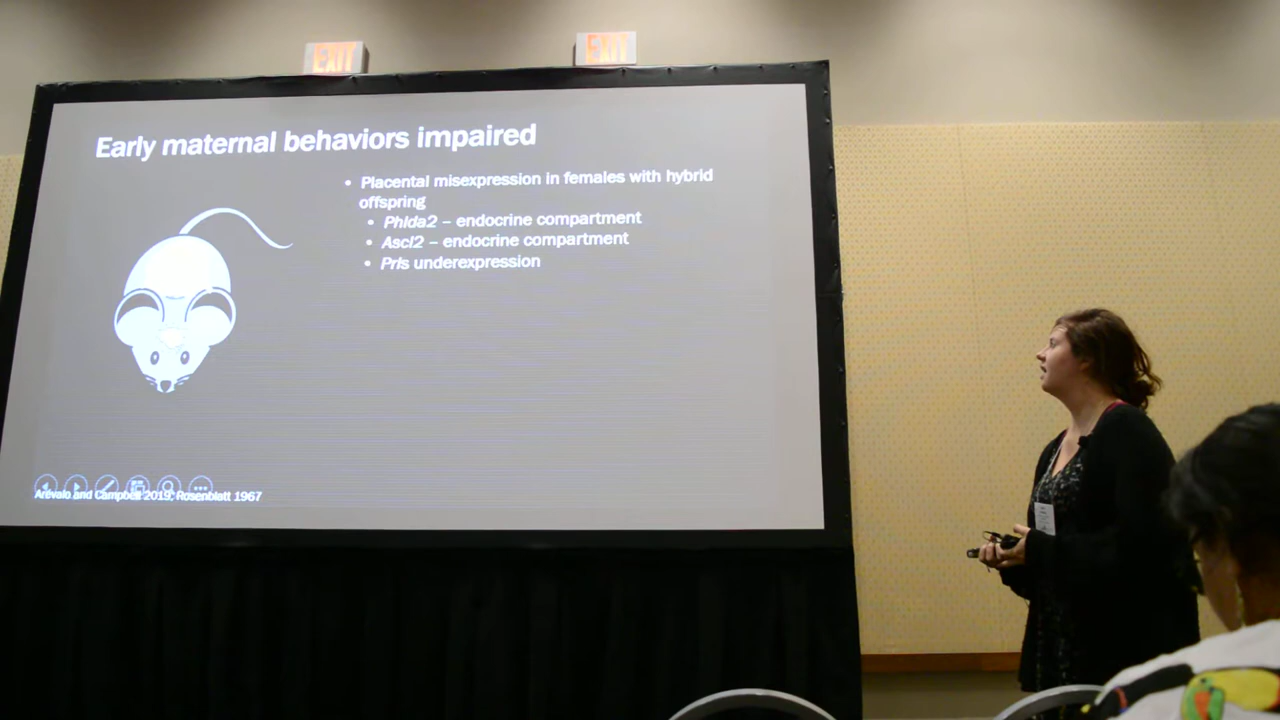 EXIT
EXIT
Early maternal behaviors impaired
• Placental misexpression in females with hybrid
offspring
• Phlda2 – endocrine compartment
• Ascl2 – endocrine compartment
• Prls underexpression
Arévalo and Campbell 2019; Rosenblatt 1967